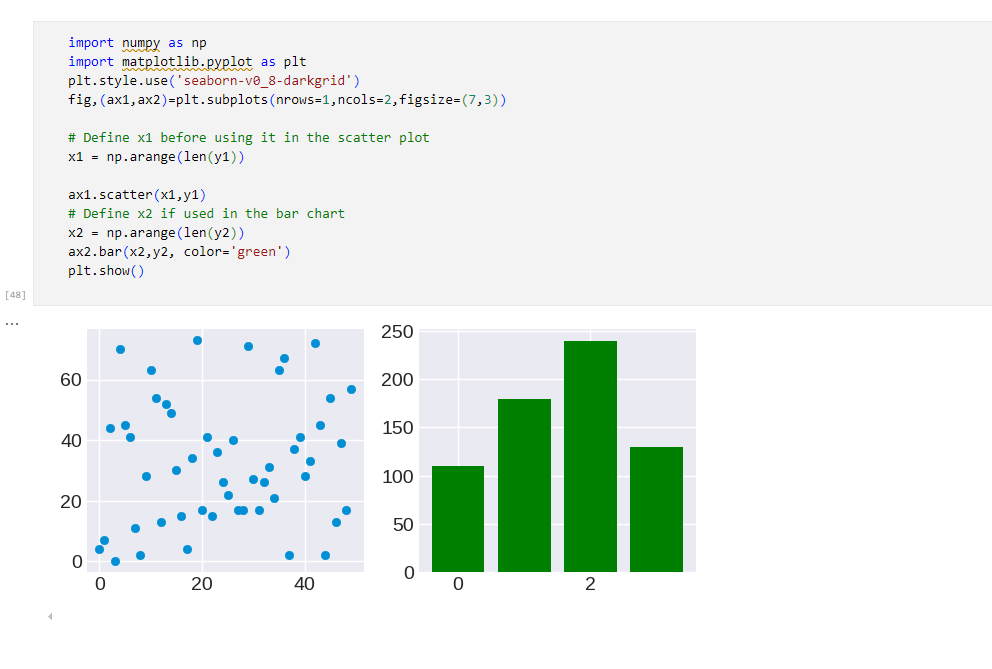 import numpy as np
import matplotlib.pyplot as plt
plt.style.use('seaborn-v0_8-darkgrid')
fig,(ax1,ax2)=plt.subplots(nrows=1,ncols=2,figsize=(7,3))
# Define x1 before using it in the scatter plot
x1 = np.arange(len(y1))
ax1.scatter(x1,y1)
# Define x2 if used in the bar chart
x2 = np.arange(len(y2))
ax2.bar(x2,y2, color='green')
plt.show()
[48]
...
60
40
20
0
0 20 40
250
200
150
100
50
0
0 2